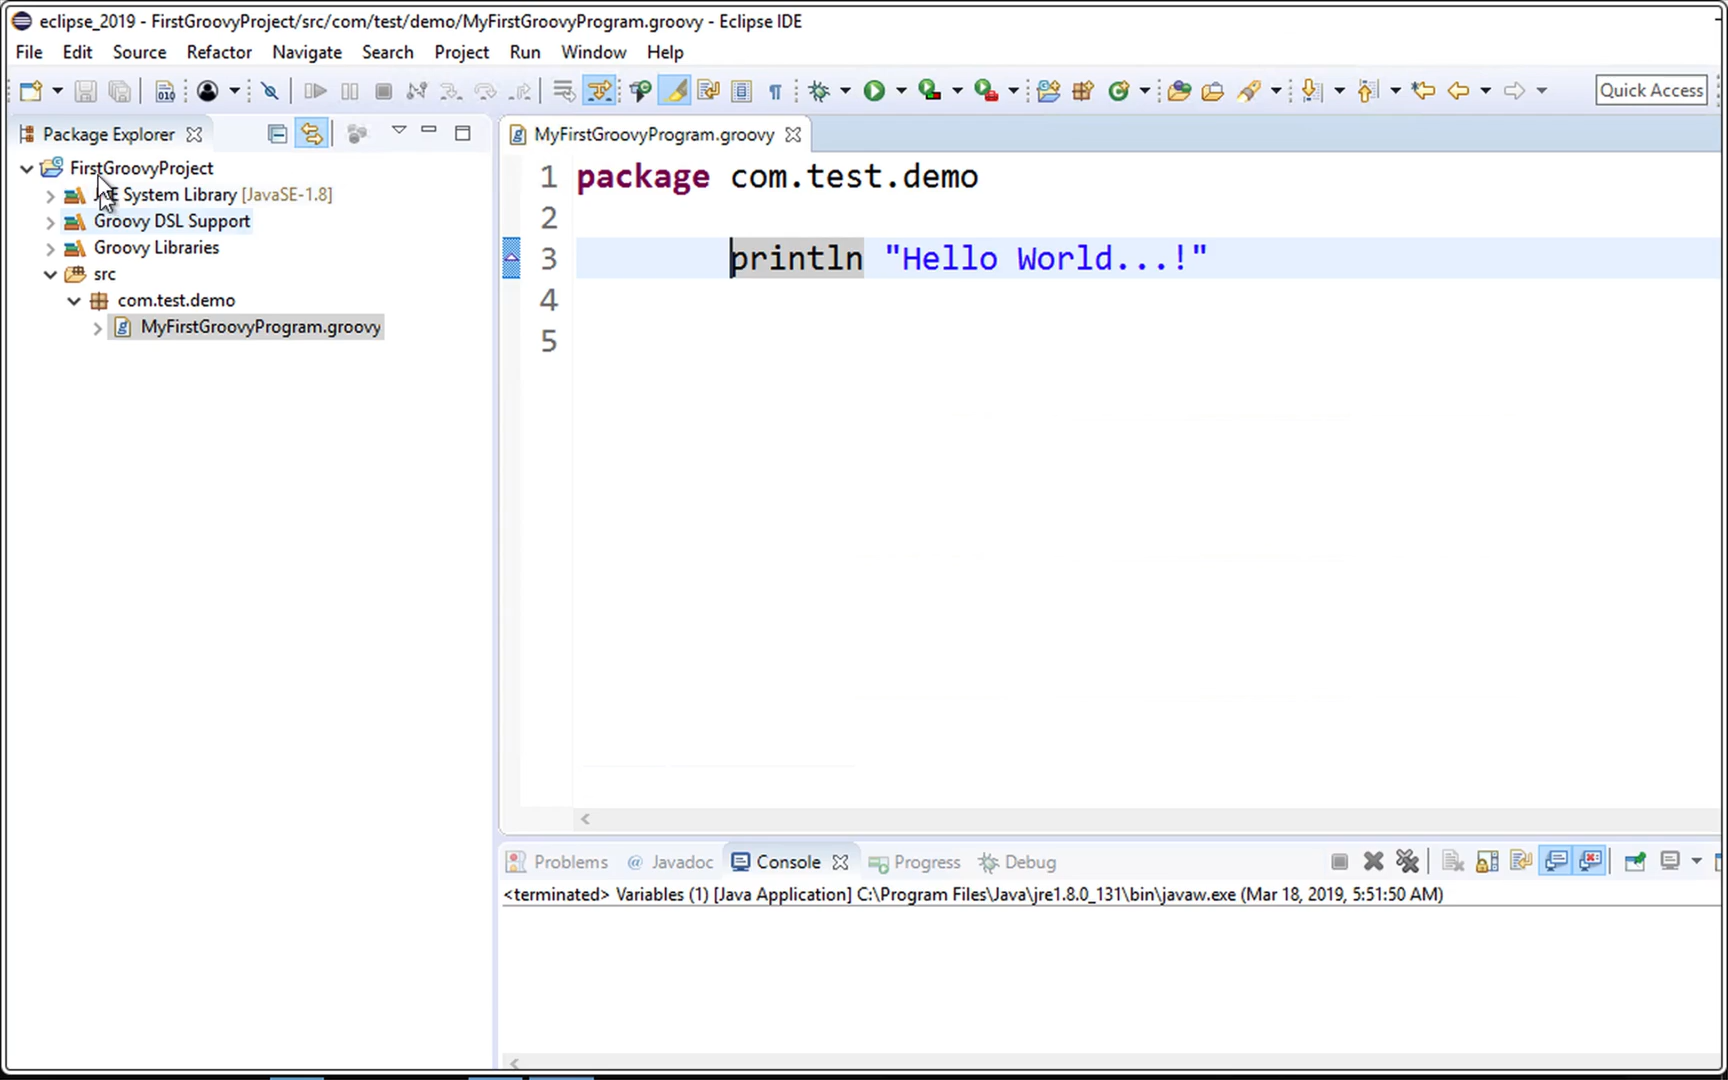 eclipse_2019 - FirstGroovyProject/src/com/test/demo/MyFirstGroovyProgram.groovy - Eclipse IDE
File Edit Source Refactor Navigate Search Project Run Window Help
010 Quick Access
Package Explorer
FirstGroovyProject
System Library [JavaSE-1.8]
Groovy DSL Support
Groovy Libraries
src
com.test.demo
MyFirstGroovyProgram.groovy
MyFirstGroovyProgram.groovy
1 package com.test.demo
2
3 println "Hello World...!"
4
5
Problems @ Javadoc Console Progress Debug
<terminated> Variables (1) [Java Application] C:\Program Files\Java\jre1.8.0_131\bin\javaw.exe (Mar 18, 2019, 5:51:50 AM)